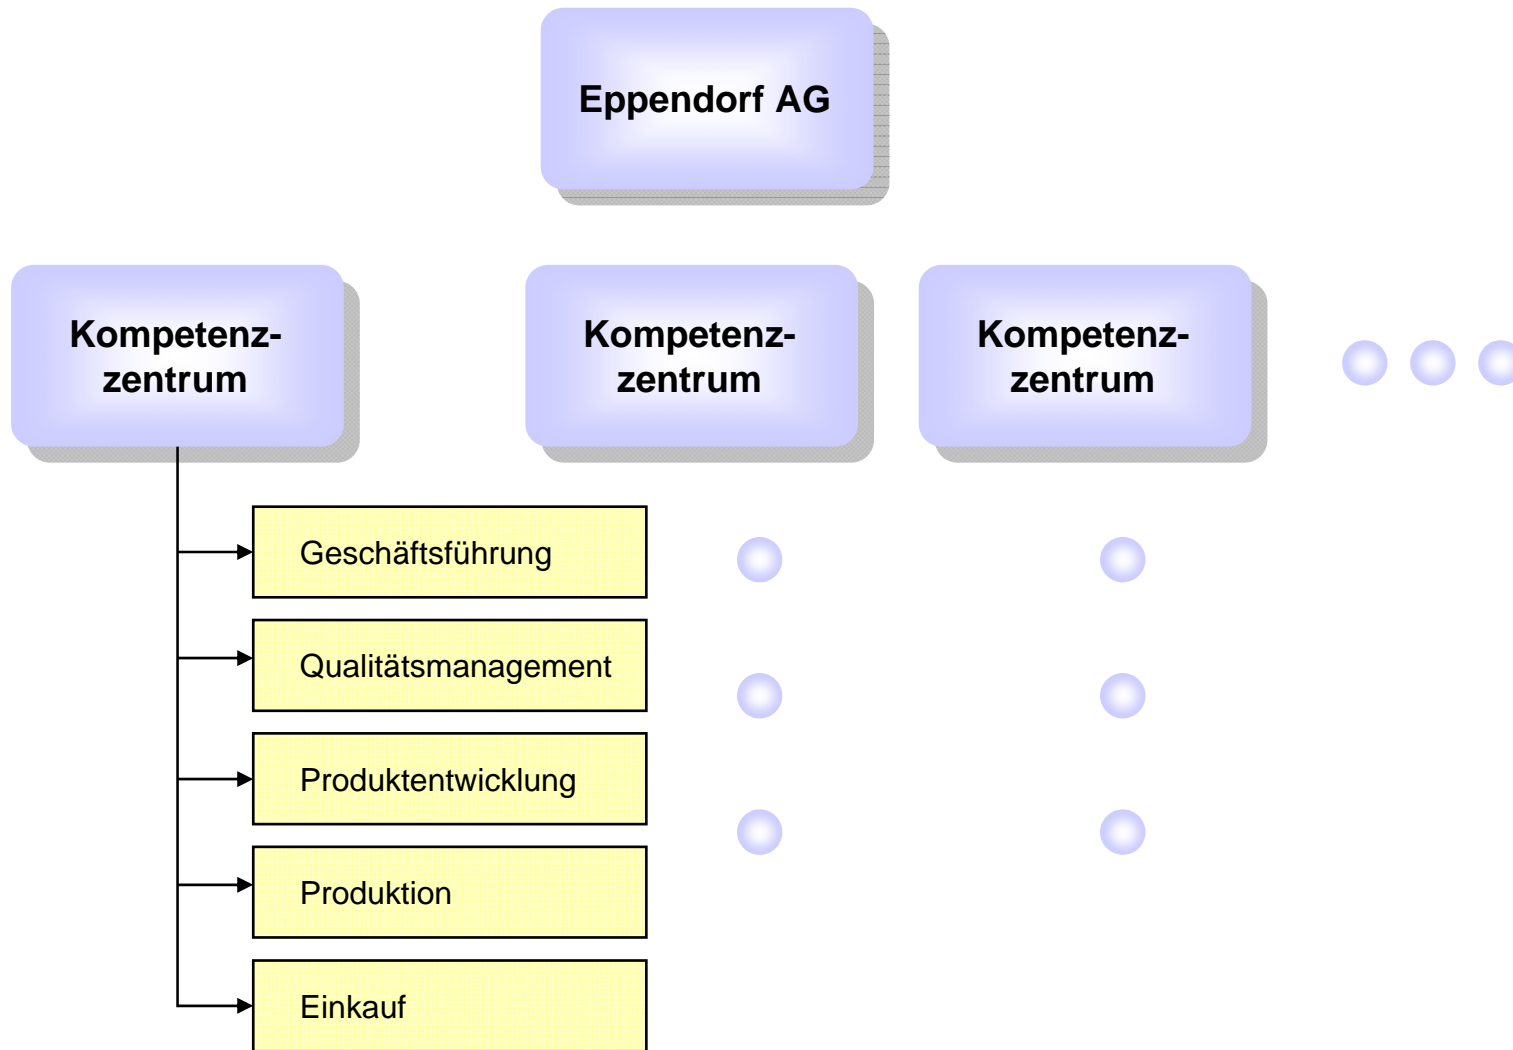 Eppendorf AG
Kompetenz-
zentrum
Kompetenz-
zentrum
Kompetenz-
zentrum
Geschäftsführung
Qualitätsmanagement
Produktentwicklung
Produktion
Einkauf